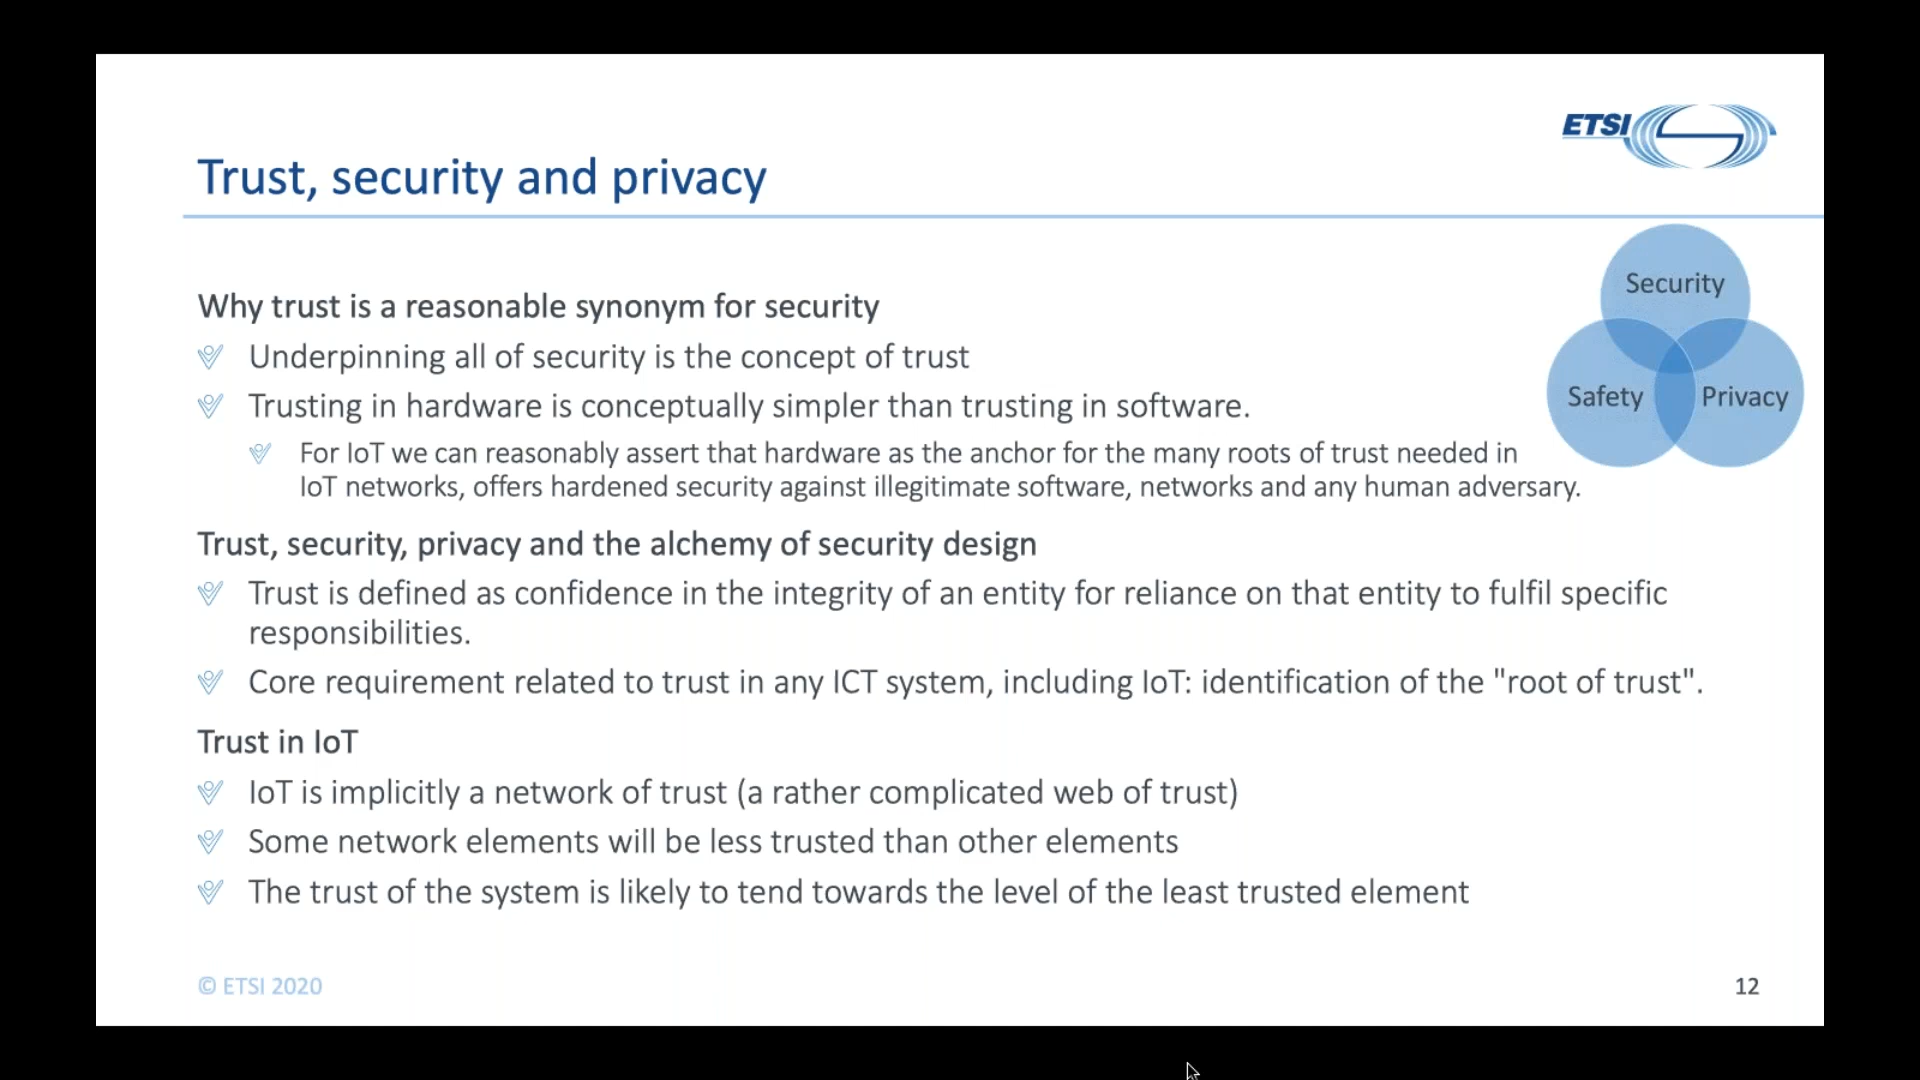 ETSI
Trust, security and privacy
Security
Safety
Privacy
Why trust is a reasonable synonym for security
Underpinning all of security is the concept of trust
Trusting in hardware is conceptually simpler than trusting in software.
For IoT we can reasonably assert that hardware as the anchor for the many roots of trust needed in
IoT networks, offers hardened security against illegitimate software, networks and any human adversary.
Trust, security, privacy and the alchemy of security design
Trust is defined as confidence in the integrity of an entity for reliance on that entity to fulfil specific
responsibilities.
Core requirement related to trust in any ICT system, including IoT: identification of the "root of trust".
Trust in IoT
IoT is implicitly a network of trust (a rather complicated web of trust)
Some network elements will be less trusted than other elements
The trust of the system is likely to tend towards the level of the least trusted element
© ETSI 2020
12